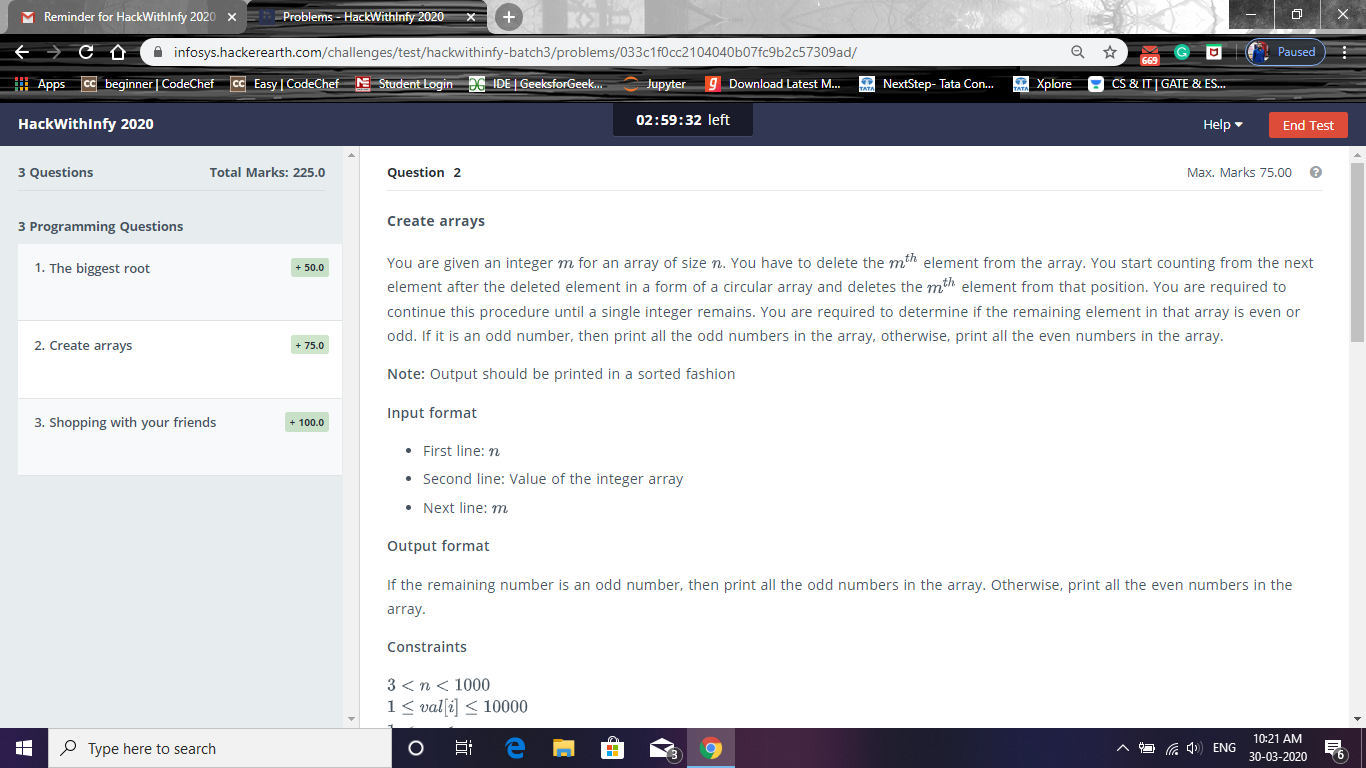 Reminder for HackWithInfy 2020
Problems - HackWithInfy 2020
infosys.hackerearth.com/challenges/test/hackwithinfy-batch3/problems/033c1f0cc2104040b07fc9b2c57309ad/
669
Paused
Apps
CC beginner | CodeChef
CC Easy | CodeChef
Student Login
IDE | GeeksforGeek...
Jupyter
Download Latest M...
NextStep- Tata Con...
Xplore
CS & IT | GATE & ES...
HackWithInfy 2020
02:59:32 left
Help
End Test
3 Questions
Total Marks: 225.0
3 Programming Questions
1. The biggest root
+ 50.0
2. Create arrays
+ 75.0
3. Shopping with your friends
+ 100.0
Question 2
Max. Marks 75.00
Create arrays
You are given an integer m for an array of size n. You have to delete the mth element from the array. You start counting from the next
element after the deleted element in a form of a circular array and deletes the mth element from that position. You are required to
continue this procedure until a single integer remains. You are required to determine if the remaining element in that array is even or
odd. If it is an odd number, then print all the odd numbers in the array, otherwise, print all the even numbers in the array.
Note: Output should be printed in a sorted fashion
Input format
• First line: n
• Second line: Value of the integer array
• Next line: m
Output format
If the remaining number is an odd number, then print all the odd numbers in the array. Otherwise, print all the even numbers in the
array.
Constraints
3 < n < 1000
1 ≤ val[i] ≤ 10000
Type here to search
3
ENG
10:21 AM
30-03-2020
6